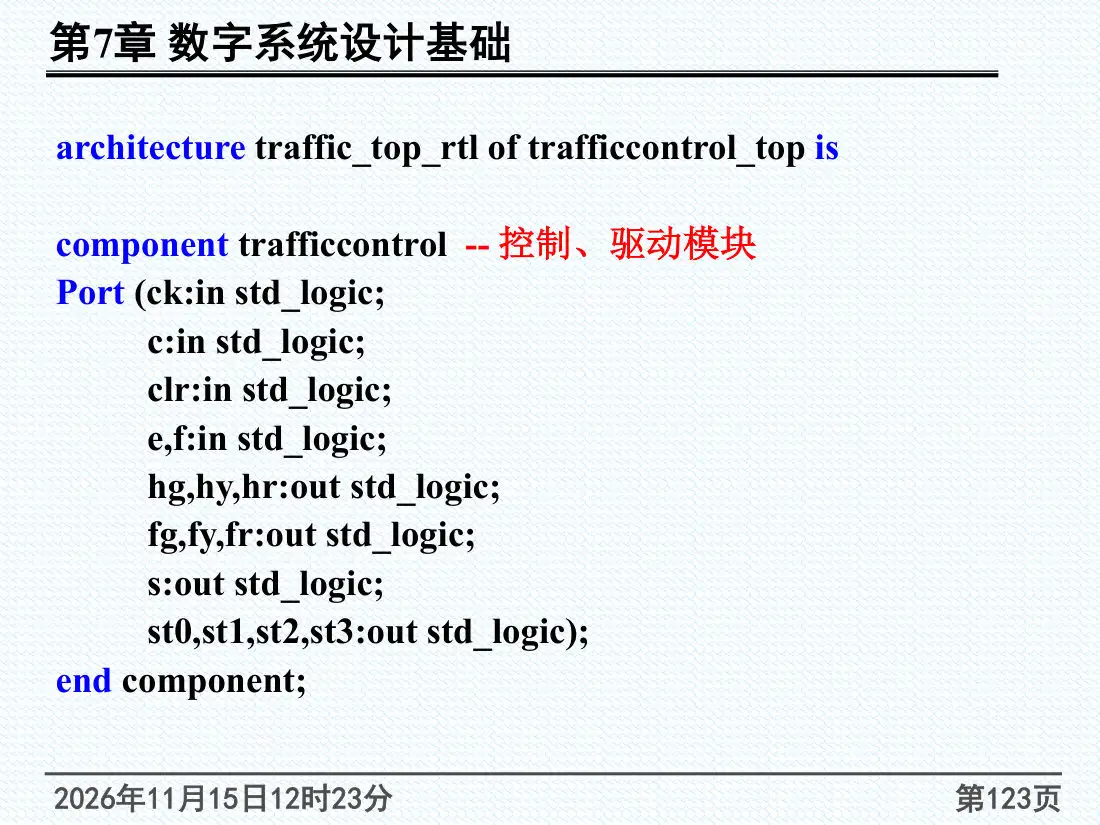 第7章 数字系统设计基础
architecture traffic_top_rtl of trafficcontrol_top is
component trafficcontrol -- 控制、驱动模块
Port (ck:in std_logic;
c:in std_logic;
clr:in std_logic;
e,f:in std_logic;
hg,hy,hr:out std_logic;
fg,fy,fr:out std_logic;
s:out std_logic;
st0,st1,st2,st3:out std_logic);
end component;
2026年11月15日12时23分 第123页